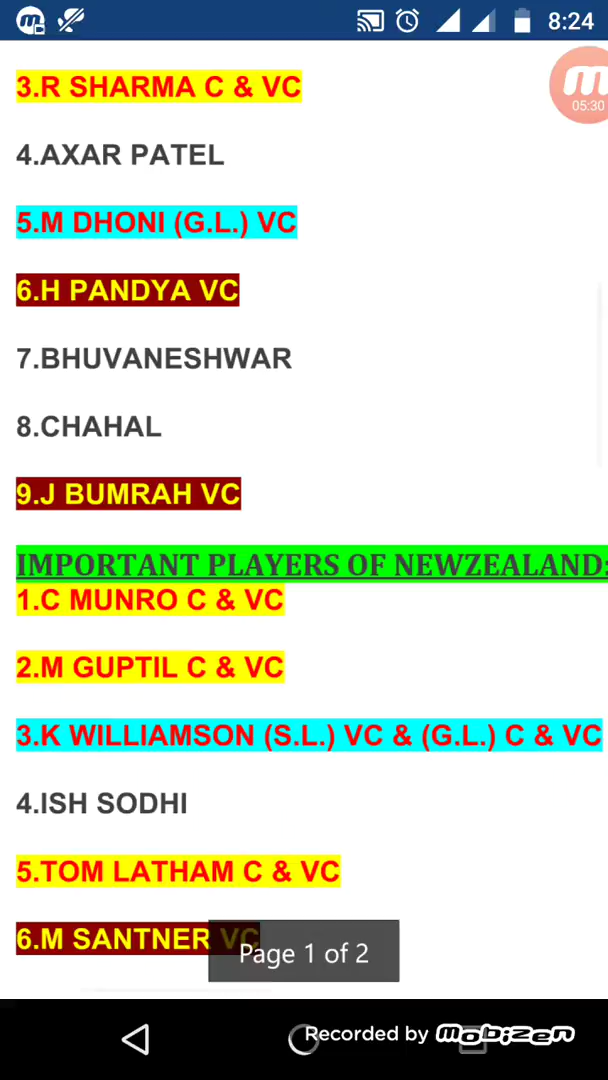 8:24
05:30
3.R SHARMA C & VC
4.AXAR PATEL
5.M DHONI (G.L.) VC
6.H PANDYA VC
7.BHUVANESHWAR
8.CHAHAL
9.J BUMRAH VC
IMPORTANT PLAYERS OF NEWZEALAND:
1.C MUNRO C & VC
2.M GUPTIL C & VC
3.K WILLIAMSON (S.L.) VC & (G.L.) C & VC
4.ISH SODHI
5.TOM LATHAM C & VC
6.M SANTNER VC
Page 1 of 2
Recorded by mobizen